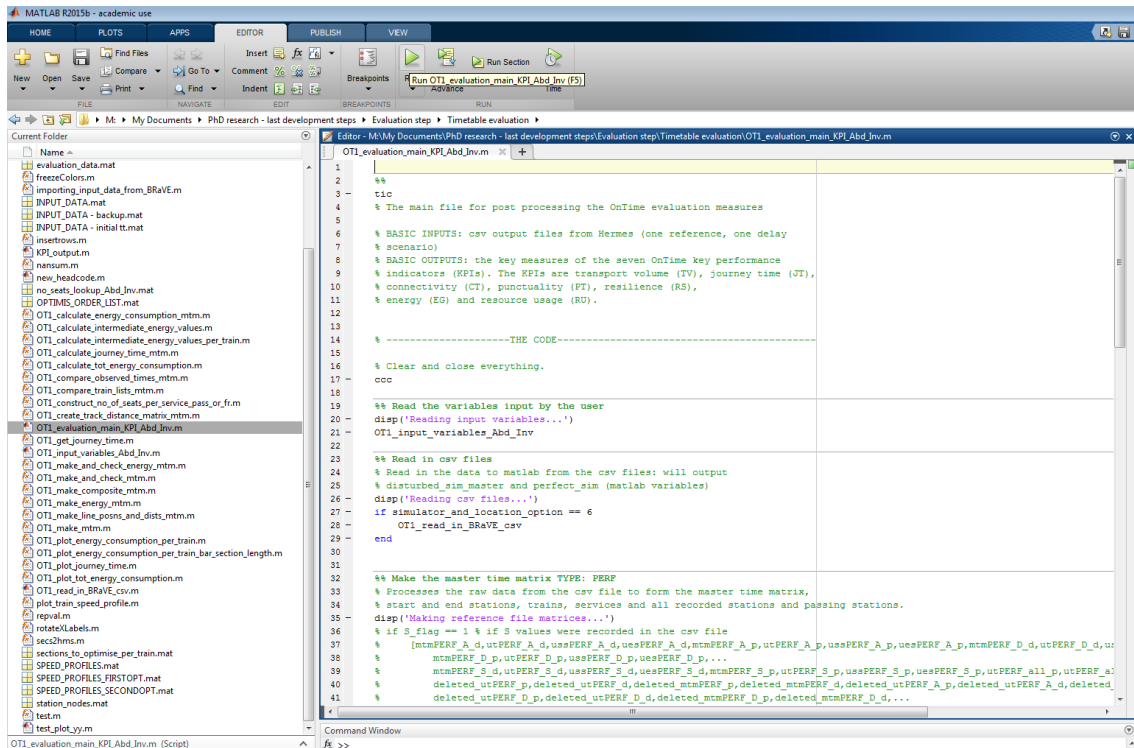 MATLAB R2015b - academic use
HOME PLOTS APPS EDITOR PUBLISH VIEW
Find Files Insert fx
Compare Go To Comment % Run Section
New Open Save Print Find Indent Breakpoints Advance Time
Run OT1_evaluation_main_KPI_Abd_Inv (F5)
FILE NAVIGATE EDIT BREAKPOINTS RUN
M: My Documents PhD research - last development steps Evaluation step Timetable evaluation
Current Folder
Name
evaluation_data.mat
freezeColors.m
importing_input_data_from_BRaVE.m
INPUT_DATA.mat
INPUT_DATA - backup.mat
INPUT_DATA - initial tt.mat
insertrows.m
KPI_output.m
nansum.m
new_headcode.m
no_seats_lookup_Abd_Inv.mat
OPTIMIS_ORDER_LIST.mat
OT1_calculate_energy_consumption_mtm.m
OT1_calculate_intermediate_energy_values.m
OT1_calculate_intermediate_energy_values_per_train.m
OT1_calculate_journey_time_mtm.m
OT1_calculate_tot_energy_consumption.m
OT1_compare_observed_times_mtm.m
OT1_compare_train_lists_mtm.m
OT1_construct_no_of_seats_per_service_pass_or_fr.m
OT1_create_track_distance_matrix_mtm.m
OT1_evaluation_main_KPI_Abd_Inv.m
OT1_get_journey_time.m
OT1_input_variables_Abd_Inv.m
OT1_make_and_check_energy_mtm.m
OT1_make_and_check_mtm.m
OT1_make_composite_mtm.m
OT1_make_energy_mtm.m
OT1_make_line_posns_and_dists_mtm.m
OT1_make_mtm.m
OT1_plot_energy_consumption_per_train.m
OT1_plot_energy_consumption_per_train_bar_section_length.m
OT1_plot_journey_time.m
OT1_plot_tot_energy_consumption.m
OT1_read_in_BRaVE_csv.m
plot_train_speed_profile.m
repval.m
rotateXLabels.m
secs2hms.m
sections_to_optimise_per_train.mat
SPEED_PROFILES.mat
SPEED_PROFILES_FIRSTOPT.mat
SPEED_PROFILES_SECONDOPT.mat
station_nodes.mat
test.m
test_plot_yy.m
OT1_evaluation_main_KPI_Abd_Inv.m (Script)
Editor - M:\My Documents\PhD research - last development steps\Evaluation step\Timetable evaluation\OT1_evaluation_main_KPI_Abd_Inv.m
OT1_evaluation_main_KPI_Abd_Inv.m
1
2 %%
3 tic
4 % The main file for post processing the OnTime evaluation measures
5
6 % BASIC INPUTS: csv output files from Hermes (one reference, one delay
7 % scenario)
8 % BASIC OUTPUTS: the key measures of the seven OnTime key performance
9 % indicators (KPIs). The KPIs are transport volume (TV), journey time (JT),
10 % connectivity (CT), punctuality (PT), resilience (RS),
11 % energy (EG) and resource usage (RU).
12
13
14 % ---------------------THE CODE--------------------------------------------
15
16 % Clear and close everything.
17 ccc
18
19 %% Read the variables input by the user
20 disp('Reading input variables...')
21 OT1_input_variables_Abd_Inv
22
23 %% Read in csv files
24 % Read in the data to matlab from the csv files: will output
25 % disturbed_sim_master and perfect_sim (matlab variables)
26 disp('Reading csv files...')
27 if simulator_and_location_option == 6
28 OT1_read_in_BRaVE_csv
29 end
30
31
32 %% Make the master time matrix TYPE: PERF
33 % Processes the raw data from the csv file to form the master time matrix,
34 % start and end stations, trains, services and all recorded stations and passing stations.
35 disp('Making reference file matrices...')
36 % if S_flag == 1 % if S values were recorded in the csv file
37 % [mtmPERF_A_d,utPERF_A_d,ussPERF_A_d,uesPERF_A_d,mtmPERF_A_p,utPERF_A_p,ussPERF_A_p,uesPERF_A_p,mtmPERF_D_d,utPERF_D_d,us
38 % mtmPERF_D_p,utPERF_D_p,ussPERF_D_p,uesPERF_D_p,...
39 % mtmPERF_S_d,utPERF_S_d,ussPERF_S_d,uesPERF_S_d,mtmPERF_S_p,utPERF_S_p,ussPERF_S_p,uesPERF_S_p,utPERF_all_p,utPERF_al
40 % deleted_utPERF_p,deleted_utPERF_d,deleted_mtmPERF_p,deleted_mtmPERF_d,deleted_utPERF_A_p,deleted_utPERF_A_d,deleted_
41 % deleted_utPERF_D_p,deleted_utPERF_D_d,deleted_mtmPERF_D_p,deleted_mtmPERF_D_d,...
Command Window
fx >>